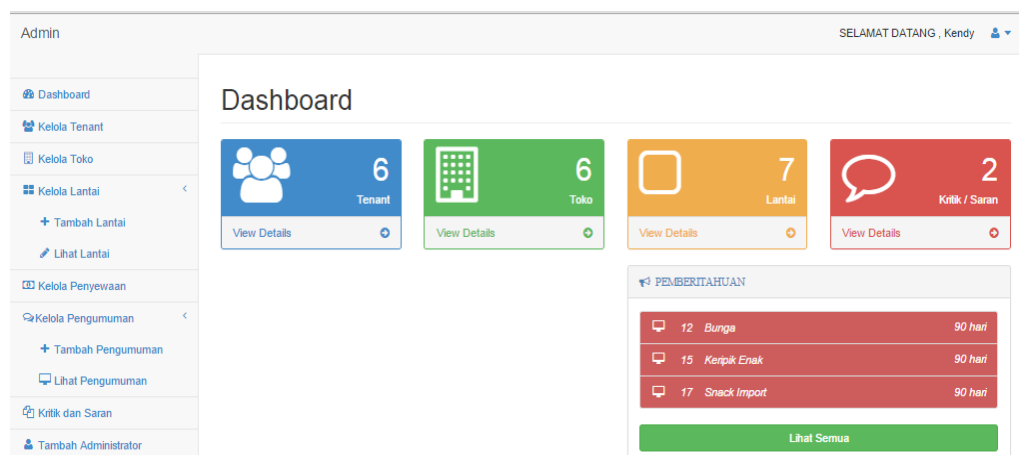 Admin
SELAMAT DATANG , Kendy
Dashboard
Kelola Tenant
Kelola Toko
Kelola Lantai
Tambah Lantai
Lihat Lantai
Kelola Penyewaan
Kelola Pengumuman
Tambah Pengumuman
Lihat Pengumuman
Kritik dan Saran
Tambah Administrator
Dashboard
6
Tenant
View Details
6
Toko
View Details
7
Lantai
View Details
2
Kritik / Saran
View Details
PEMBERITAHUAN
12 Bunga 90 hari
15 Keripik Enak 90 hari
17 Snack Import 90 hari
Lihat Semua